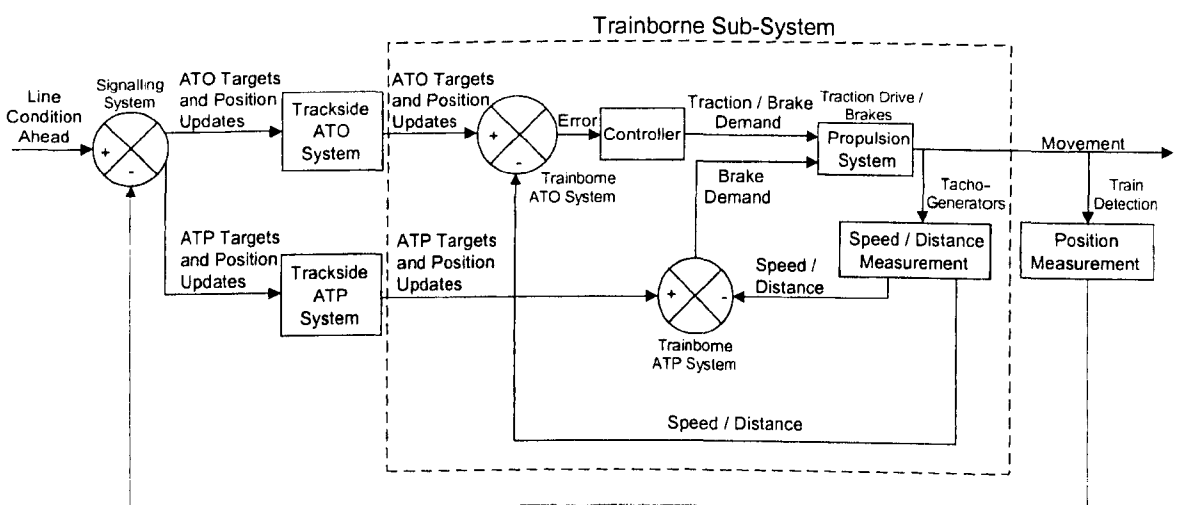 Trainborne Sub-System
Line
Condition
Ahead
Signalling
System
+
-
ATO Targets
and Position
Updates
Trackside
ATO
System
ATO Targets
and Position
Updates
+
-
Trainborne
ATO System
Error
Controller
Traction / Brake
Demand
Traction Drive /
Brakes
Propulsion
System
Brake
Demand
Movement
Tacho-
Generators
Train
Detection
Speed / Distance
Measurement
Position
Measurement
ATP Targets
and Position
Updates
Trackside
ATP
System
ATP Targets
and Position
Updates
+
-
Speed /
Distance
Trainborne
ATP System
Speed / Distance